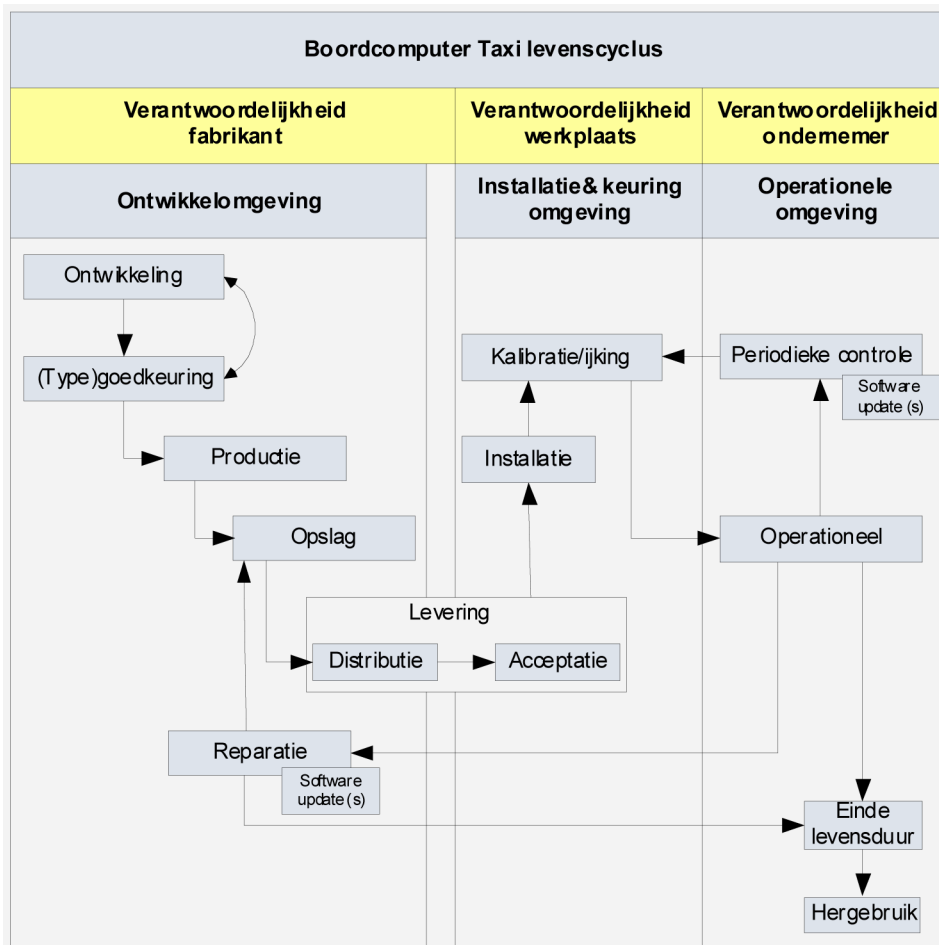 Boordcomputer Taxi levenscyclus
Verantwoordelijkheid
fabrikant
Verantwoordelijkheid
werkplaats
Verantwoordelijkheid
ondernemer
Ontwikkelomgeving
Installatie & keuring
omgeving
Operationele
omgeving
Ontwikkeling
(Type)goedkeuring
Productie
Opslag
Levering
Distributie
Acceptatie
Installatie
Kalibratie/ijking
Periodieke controle
Software
update (s)
Operationeel
Reparatie
Software
update (s)
Einde
levensduur
Hergebruik